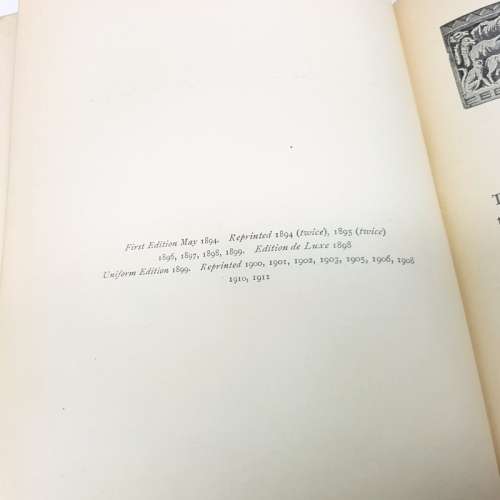 First Edition May 1894. Reprinted 1894 (twice), 1895 (twice)
1896, 1897, 1898, 1899. Edition de Luxe 1898
Uniform Edition 1899. Reprinted 1900, 1901, 1902, 1903, 1905, 1906, 1908
1910, 1911